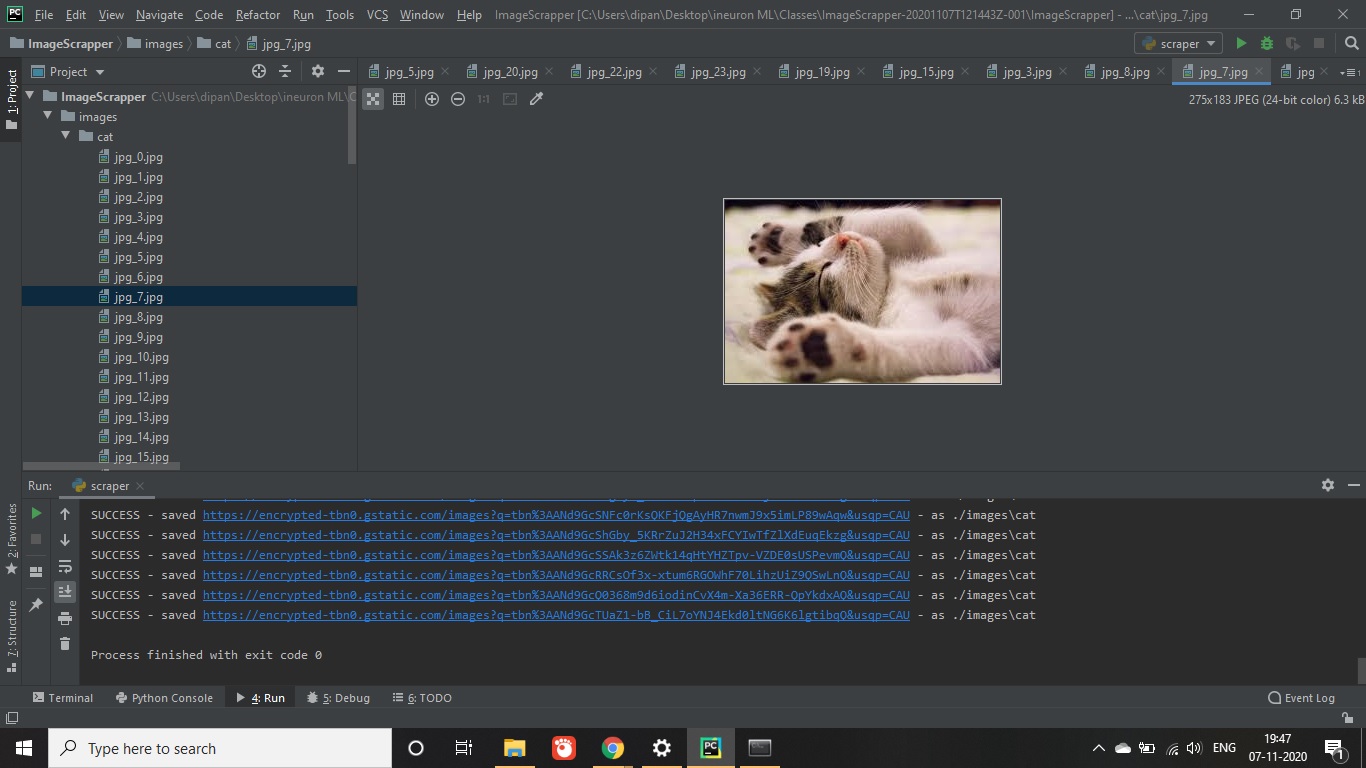 PC File Edit View Navigate Code Refactor Run Tools VCS Window Help ImageScrapper [C:\Users\dipan\Desktop\ineuron ML\Classes\ImageScrapper-20201107T121443Z-001\ImageScrapper] - ...\cat\jpg_7.jpg
ImageScrapper images cat jpg_7.jpg scraper
1: Project
Project
jpg_5.jpg jpg_20.jpg jpg_22.jpg jpg_23.jpg jpg_19.jpg jpg_15.jpg jpg_3.jpg jpg_8.jpg jpg_7.jpg jpg
ImageScrapper C:\Users\dipan\Desktop\ineuron ML\C
1:1
275x183 JPEG (24-bit color) 6.3 kB
images
cat
jpg_0.jpg
jpg_1.jpg
jpg_2.jpg
jpg_3.jpg
jpg_4.jpg
jpg_5.jpg
jpg_6.jpg
jpg_7.jpg
jpg_8.jpg
jpg_9.jpg
jpg_10.jpg
jpg_11.jpg
jpg_12.jpg
jpg_13.jpg
jpg_14.jpg
jpg_15.jpg
Run: scraper
2: Favorites
7: Structure
SUCCESS - saved https://encrypted-tbn0.gstatic.com/images?q=tbn%3AANd9GcSNFc0rKsQKFjQgAyHR7nwmJ9x5imLP89wAqw&usqp=CAU - as ./images\cat
SUCCESS - saved https://encrypted-tbn0.gstatic.com/images?q=tbn%3AANd9GcShGby_5KRrZuJ2H34xFCYIwTfZlXdEuqEkzg&usqp=CAU - as ./images\cat
SUCCESS - saved https://encrypted-tbn0.gstatic.com/images?q=tbn%3AANd9GcSSAk3z6ZWtk14qHtYHZTpv-VZDE0sUSPevmQ&usqp=CAU - as ./images\cat
SUCCESS - saved https://encrypted-tbn0.gstatic.com/images?q=tbn%3AANd9GcRRCsOf3x-xtum6RGOWhF70LihzUiZ9QSwLnQ&usqp=CAU - as ./images\cat
SUCCESS - saved https://encrypted-tbn0.gstatic.com/images?q=tbn%3AANd9GcQ0368m9d6iodinCvX4m-Xa36ERR-QpYkdxAQ&usqp=CAU - as ./images\cat
SUCCESS - saved https://encrypted-tbn0.gstatic.com/images?q=tbn%3AANd9GcTUaZ1-bB_CiL7oYNJ4Ekd0ltNG6K6lgtibqQ&usqp=CAU - as ./images\cat
Process finished with exit code 0
Terminal Python Console 4: Run 5: Debug 6: TODO Event Log
Type here to search
PC
ENG
19:47
07-11-2020
1